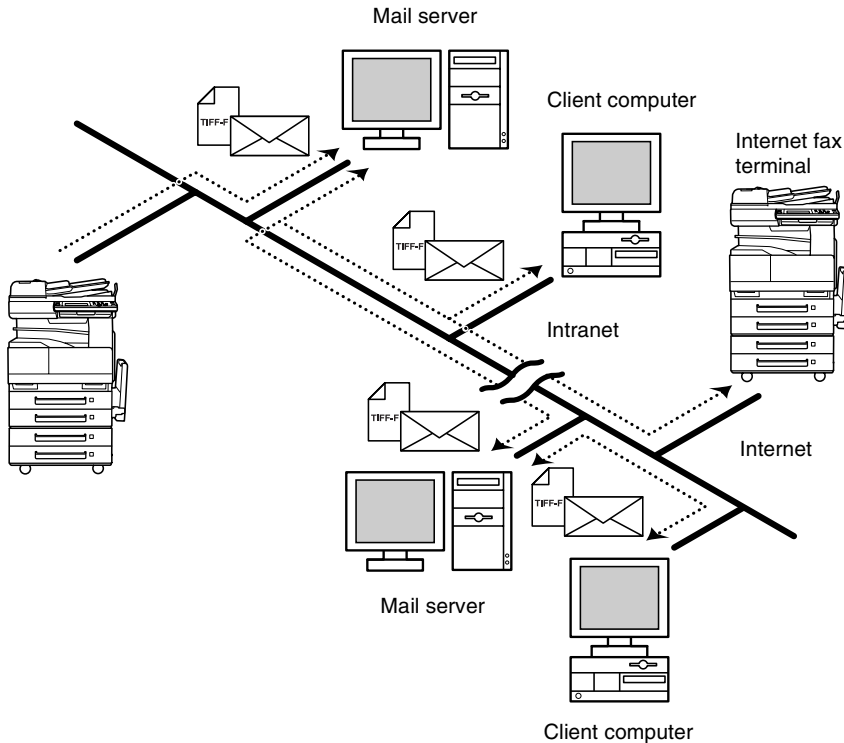 Mail server
Client computer
Internet fax
terminal
TIFF-F
TIFF-F
Intranet
TIFF-F
Internet
TIFF-F
Mail server
Client computer